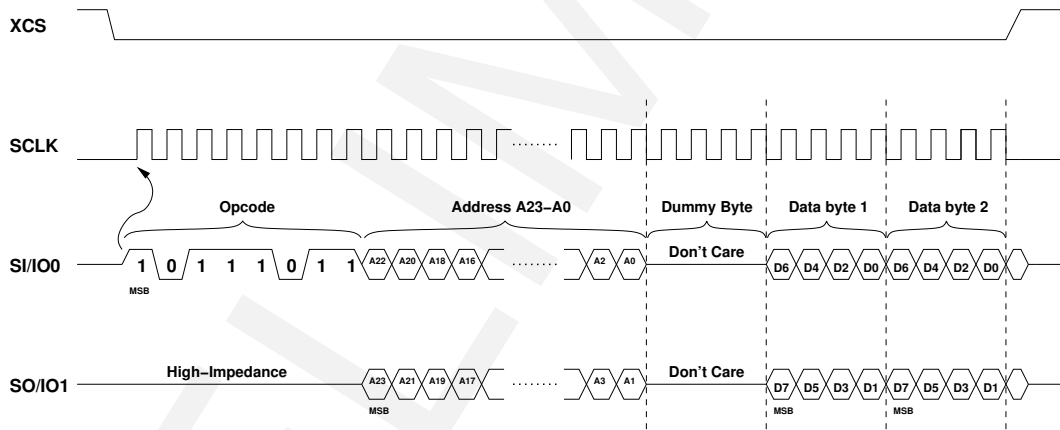 XCS
SCLK
Opcode Address A23−A0 Dummy Byte Data byte 1 Data byte 2
SI/IO0 1 0 1 1 1 0 1 1 A22 A20 A18 A16 A2 A0 Don't Care D6 D4 D2 D0 D6 D4 D2 D0
MSB
SO/IO1 High−Impedance A23 A21 A19 A17 A3 A1 Don't Care D7 D5 D3 D1 D7 D5 D3 D1
MSB MSB MSB